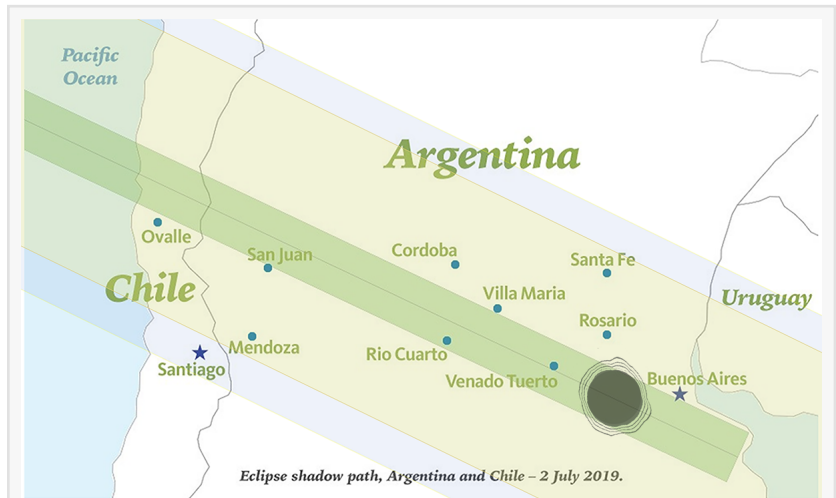 Pacific
Ocean
Argentina
Ovalle
San Juan
Cordoba
Santa Fe
Chile
Villa Maria
Uruguay
Rosario
Mendoza
Rio Cuarto
Santiago
Venado Tuerto
Buenos Aires
Eclipse shadow path, Argentina and Chile – 2 July 2019.